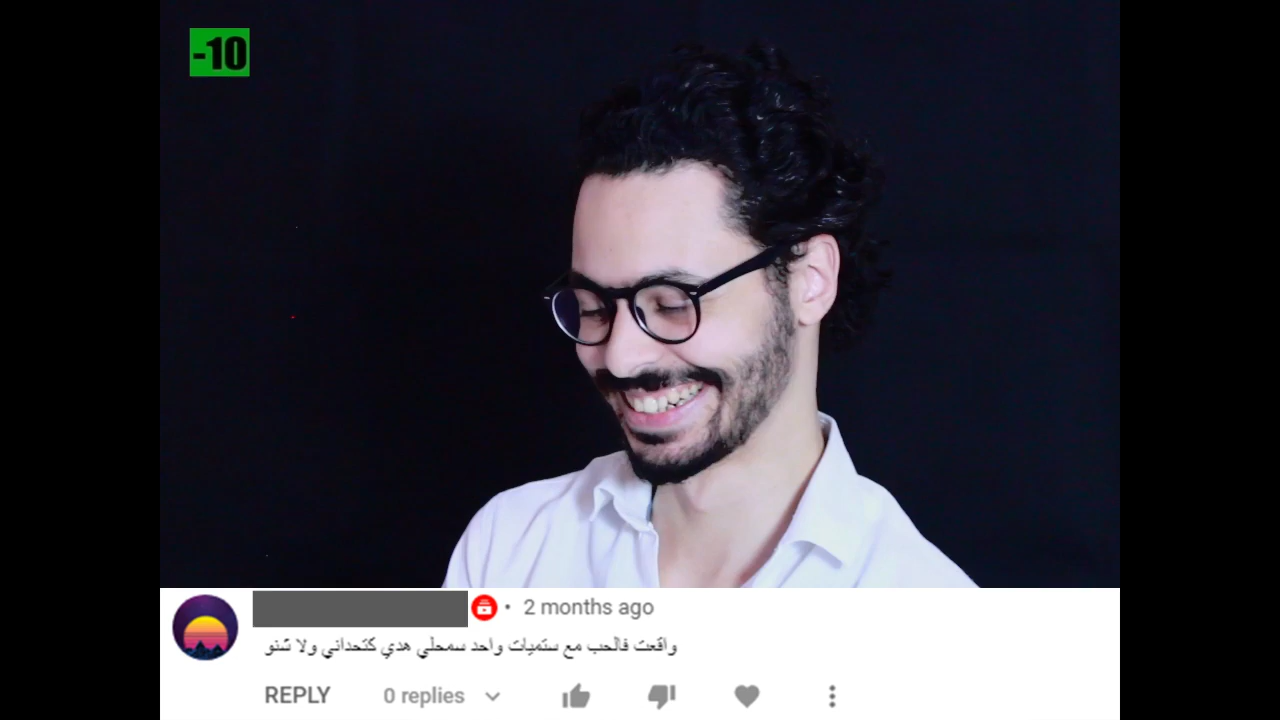 -10
• 2 months ago
واقعت فالحب مع ستميات واحد سمحلي هدي كتحداني ولا شنو
REPLY
0 replies